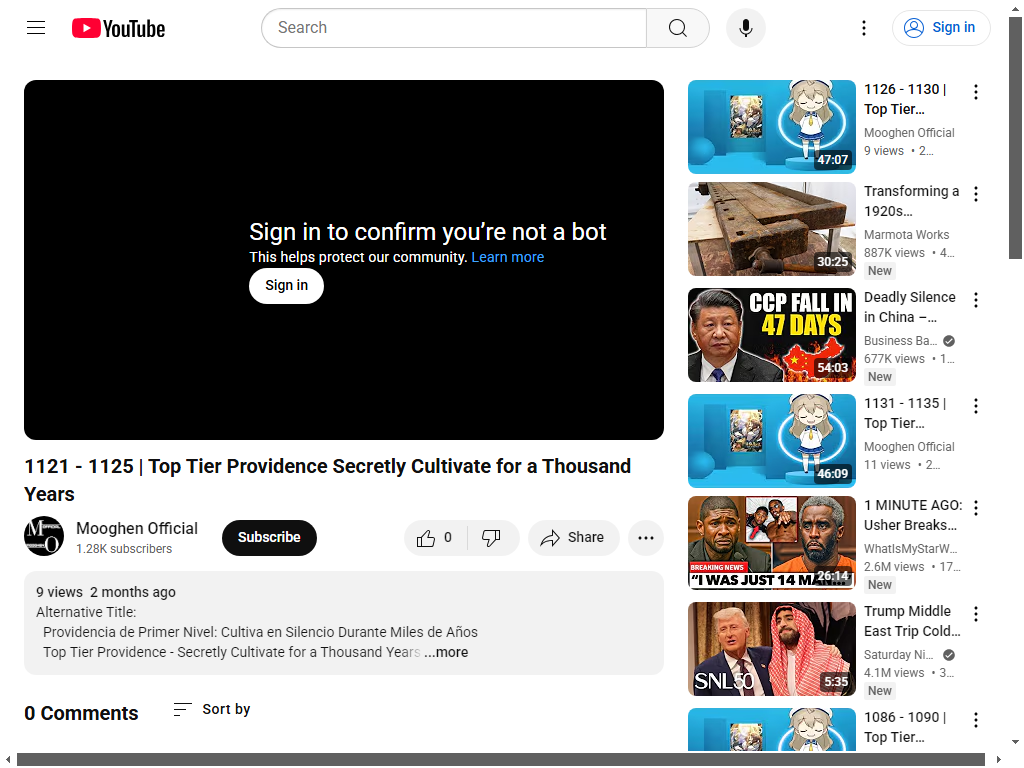 YouTube
Search
Sign in
Sign in to confirm you're not a bot
This helps protect our community. Learn more
Sign in
1121 - 1125 | Top Tier Providence Secretly Cultivate for a Thousand
Years
Mooghen Official
1.28K subscribers
Subscribe
0
Share
9 views 2 months ago
Alternative Title:
Providencia de Primer Nivel: Cultiva en Silencio Durante Miles de Años
Top Tier Providence - Secretly Cultivate for a Thousand Years ...more
0 Comments
Sort by
47:07
1126 - 1130 |
Top Tier...
Mooghen Official
9 views • 2...
30:25
Transforming a
1920s...
Marmota Works
887K views • 4...
New
CCP FALL IN
47 DAYS
54:03
Deadly Silence
in China –...
Business Ba...
677K views • 1...
New
46:09
1131 - 1135 |
Top Tier...
Mooghen Official
11 views • 2...
BREAKING NEWS
"I WAS JUST 14 MAN...
26:14
1 MINUTE AGO:
Usher Breaks...
WhatIsMyStarW...
2.6M views • 17...
New
SNL50
5:35
Trump Middle
East Trip Cold...
Saturday Ni...
4.1M views • 3...
New
1086 - 1090 |
Top Tier...